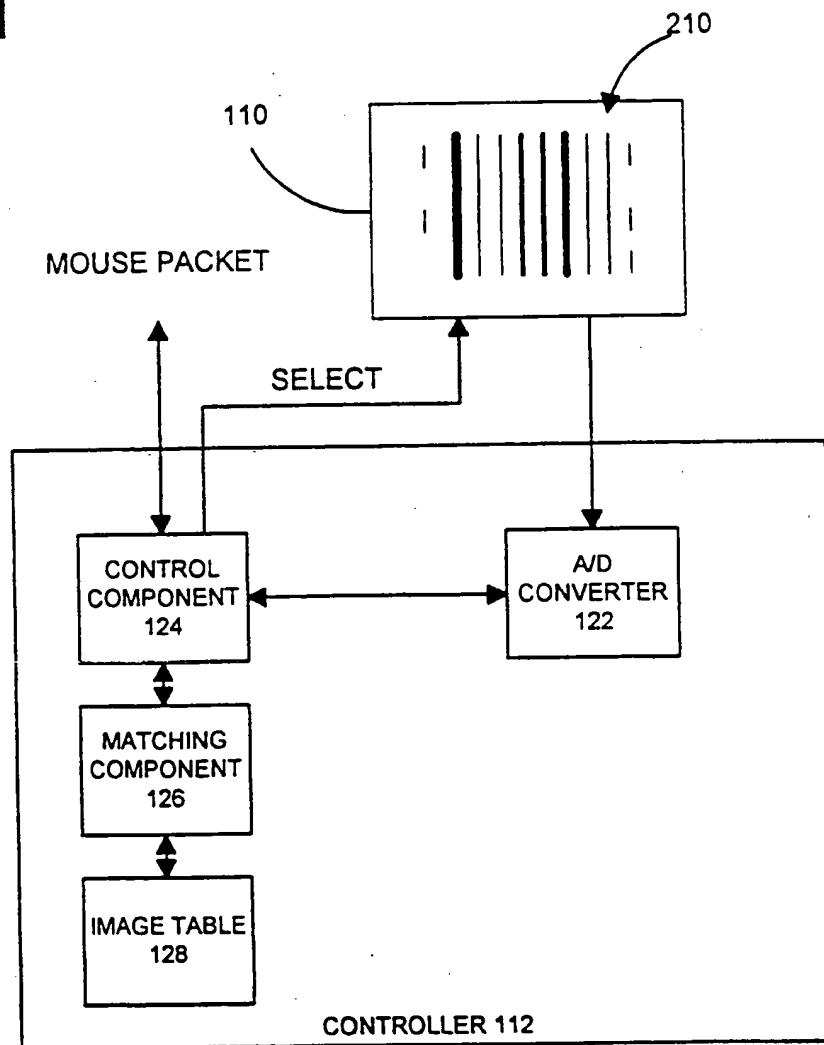 210
110
MOUSE PACKET
SELECT
CONTROL
COMPONENT
124
A/D
CONVERTER
122
MATCHING
COMPONENT
126
IMAGE TABLE
128
CONTROLLER 112